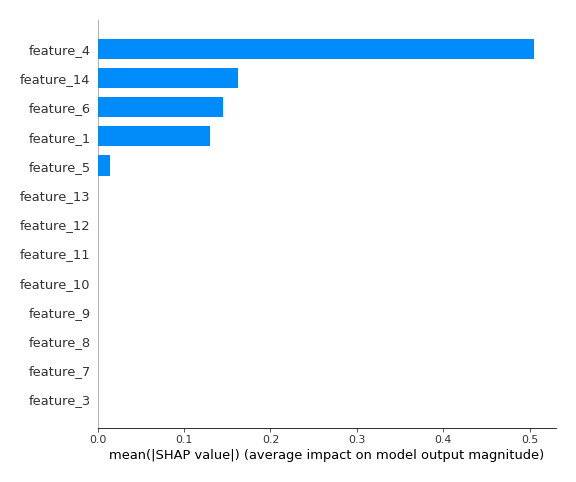 feature_4
feature_14
feature_6
feature_1
feature_5
feature_13
feature_12
feature_11
feature_10
feature_9
feature_8
feature_7
feature_3
0.0 0.1 0.2 0.3 0.4 0.5
mean(|SHAP value|) (average impact on model output magnitude)